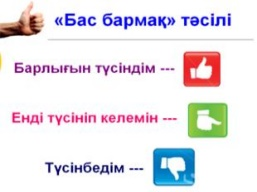 «Бас бармақ» тәсілі
Барлығын түсіндім ---
Енді түсініп келемін ---
Түсінбедім ---